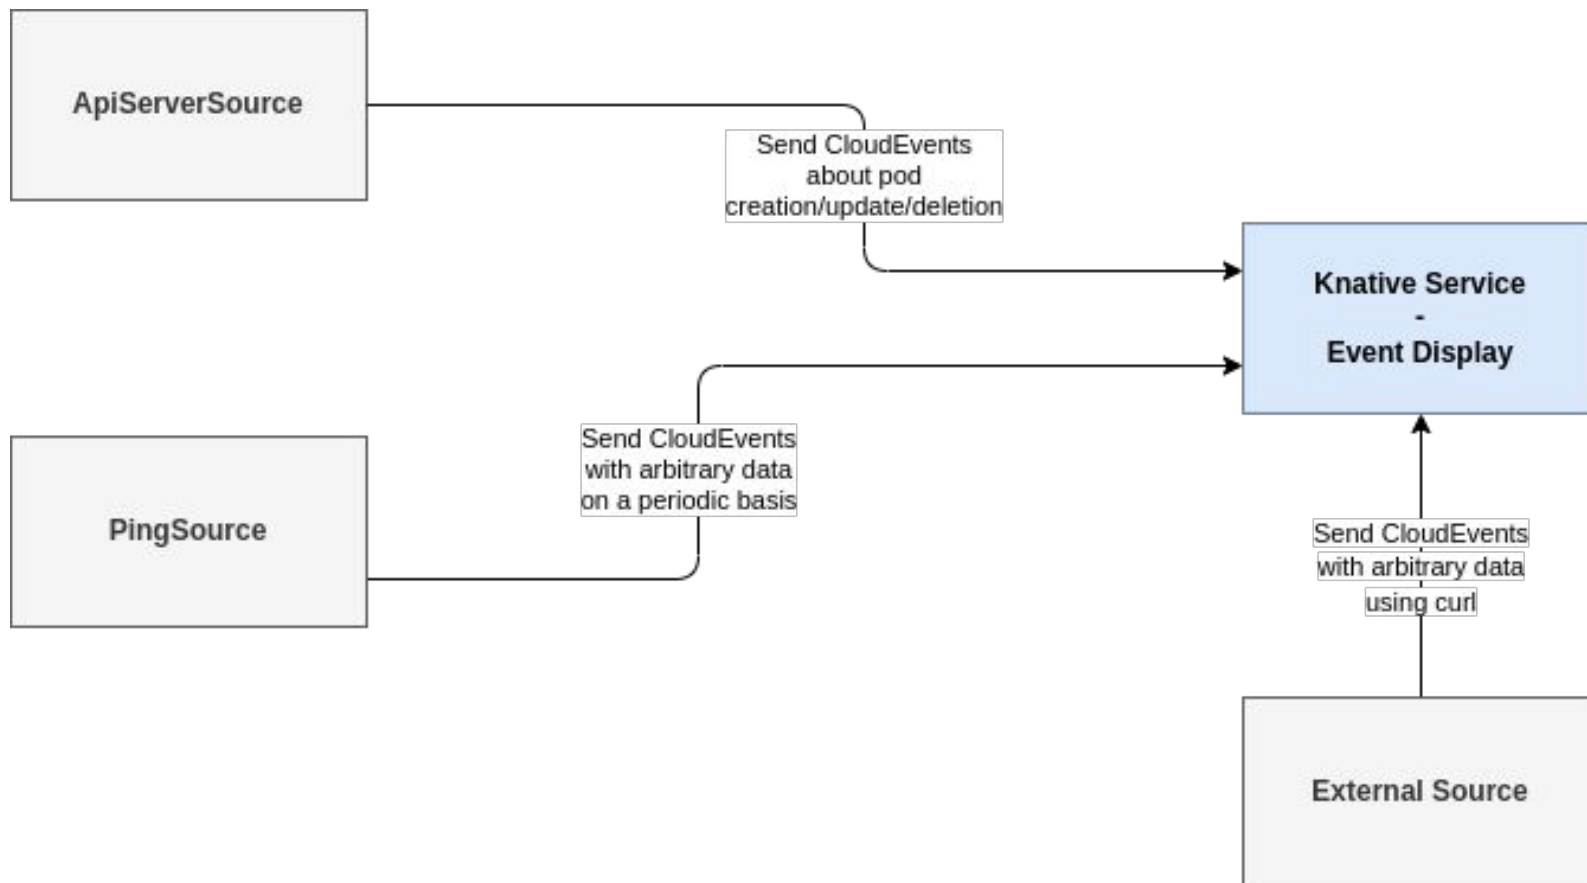 ApiServerSource
Send CloudEvents
about pod
creation/update/deletion
Knative Service
-
Event Display
Send CloudEvents
with arbitrary data
on a periodic basis
PingSource
Send CloudEvents
with arbitrary data
using curl
External Source